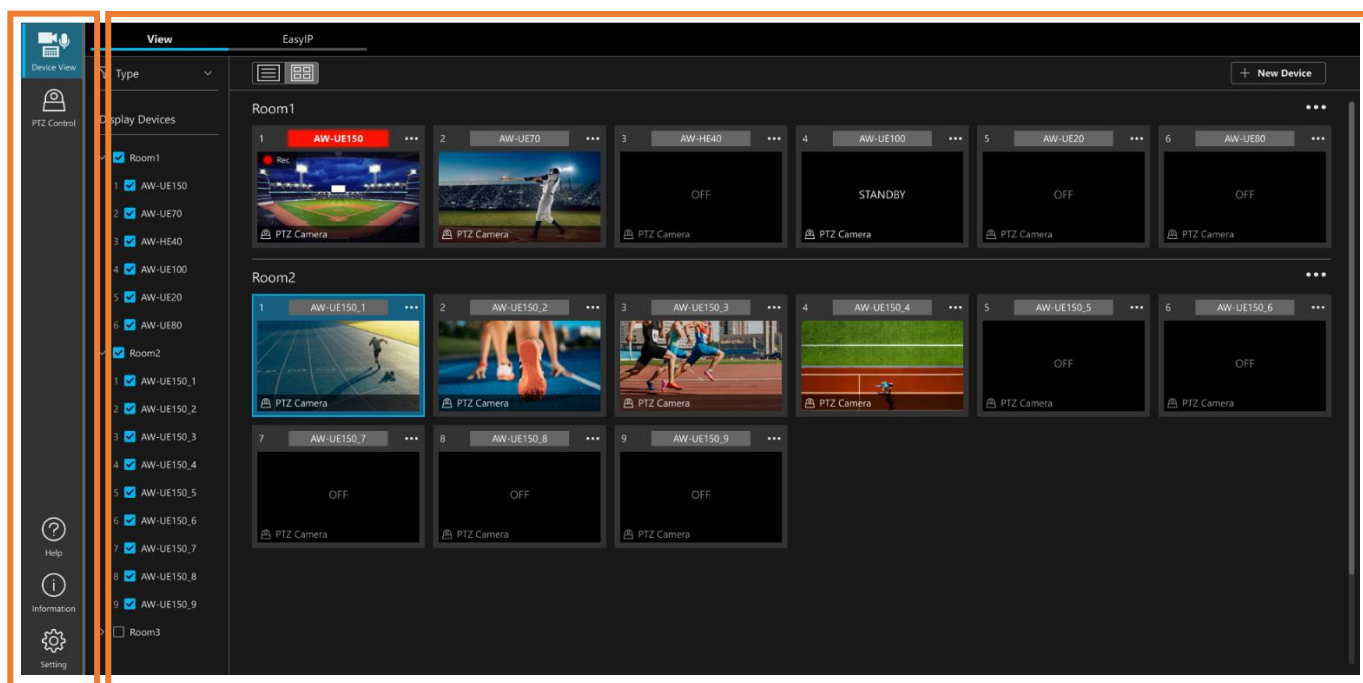 Device View
PTZ Control
Help
Information
Setting
View
EasyIP
Type
Display Devices
Room1
1 AW-UE150
2 AW-UE70
3 AW-HE40
4 AW-UE100
5 AW-UE20
6 AW-UE80
Room2
1 AW-UE150_1
2 AW-UE150_2
3 AW-UE150_3
4 AW-UE150_4
5 AW-UE150_5
6 AW-UE150_6
7 AW-UE150_7
8 AW-UE150_8
9 AW-UE150_9
Room3
+ New Device
Room1
1 AW-UE150
Rec
PTZ Camera
2 AW-UE70
PTZ Camera
3 AW-HE40
OFF
PTZ Camera
4 AW-UE100
STANDBY
PTZ Camera
5 AW-UE20
OFF
PTZ Camera
6 AW-UE80
OFF
PTZ Camera
Room2
1 AW-UE150_1
PTZ Camera
2 AW-UE150_2
PTZ Camera
3 AW-UE150_3
PTZ Camera
4 AW-UE150_4
PTZ Camera
5 AW-UE150_5
OFF
PTZ Camera
6 AW-UE150_6
OFF
PTZ Camera
7 AW-UE150_7
OFF
PTZ Camera
8 AW-UE150_8
OFF
PTZ Camera
9 AW-UE150_9
OFF
PTZ Camera